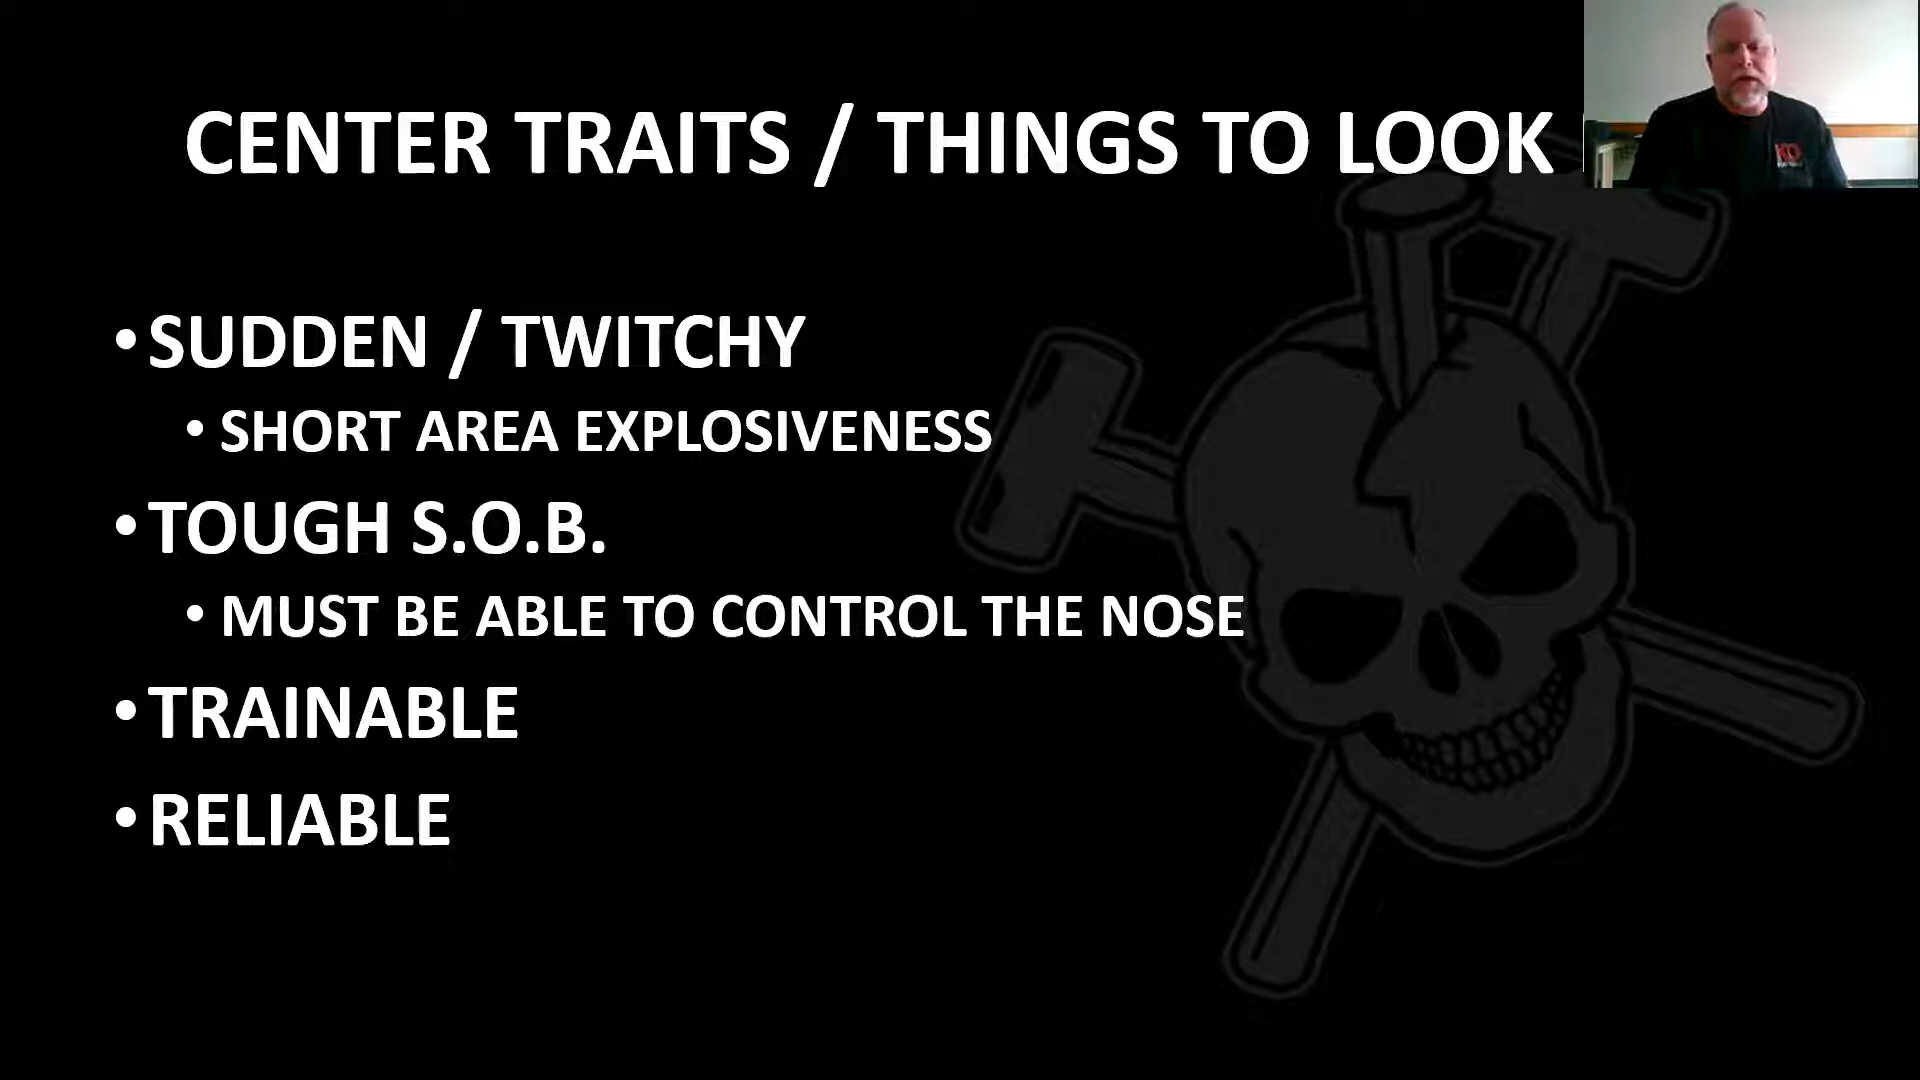 CENTER TRAITS / THINGS TO LOOK
• SUDDEN / TWITCHY
• SHORT AREA EXPLOSIVENESS
• TOUGH S.O.B.
• MUST BE ABLE TO CONTROL THE NOSE
• TRAINABLE
• RELIABLE
KO